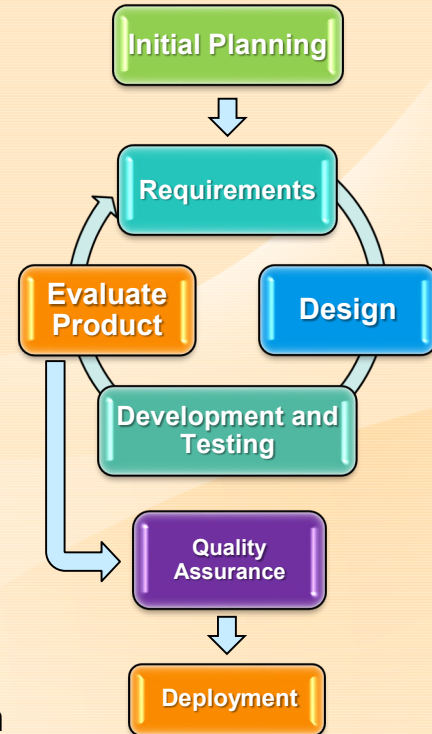 Initial Planning
Requirements
Evaluate
Product
Design
Development and
Testing
Quality
Assurance
Deployment